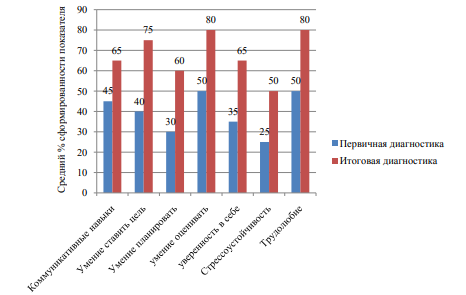 Средний % сформированности показателя
90
80
70
60
50
40
30
20
10
0
45
65
40
75
30
60
50
80
35
65
25
50
50
80
Коммуникативные навыки
Умение ставить цель
Умение планировать
умение оценивать
уверенность в себе
Стрессоустойчивость
Трудолюбие
Первичная диагностика
Итоговая диагностика